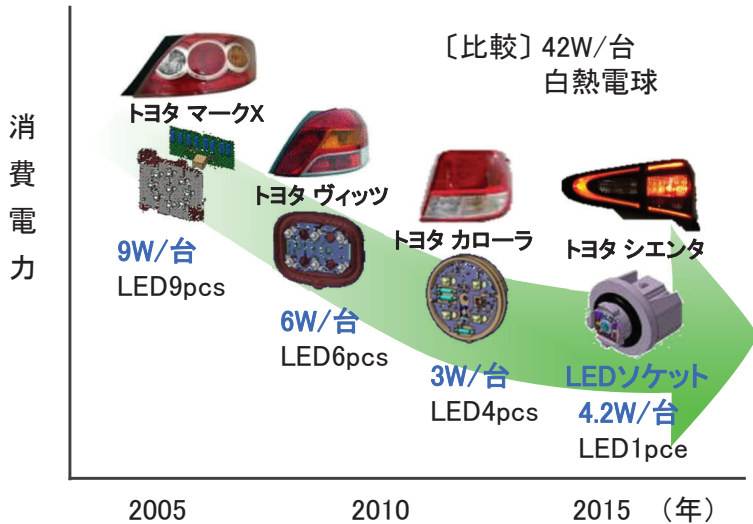 〔比較〕 42W/台
白熱電球
消費電力
トヨタ マークX
9W/台
LED9pcs
トヨタ ヴィッツ
6W/台
LED6pcs
トヨタ カローラ
3W/台
LED4pcs
トヨタ シエンタ
LEDソケット
4.2W/台
LED1pce
2005 2010 2015 (年)